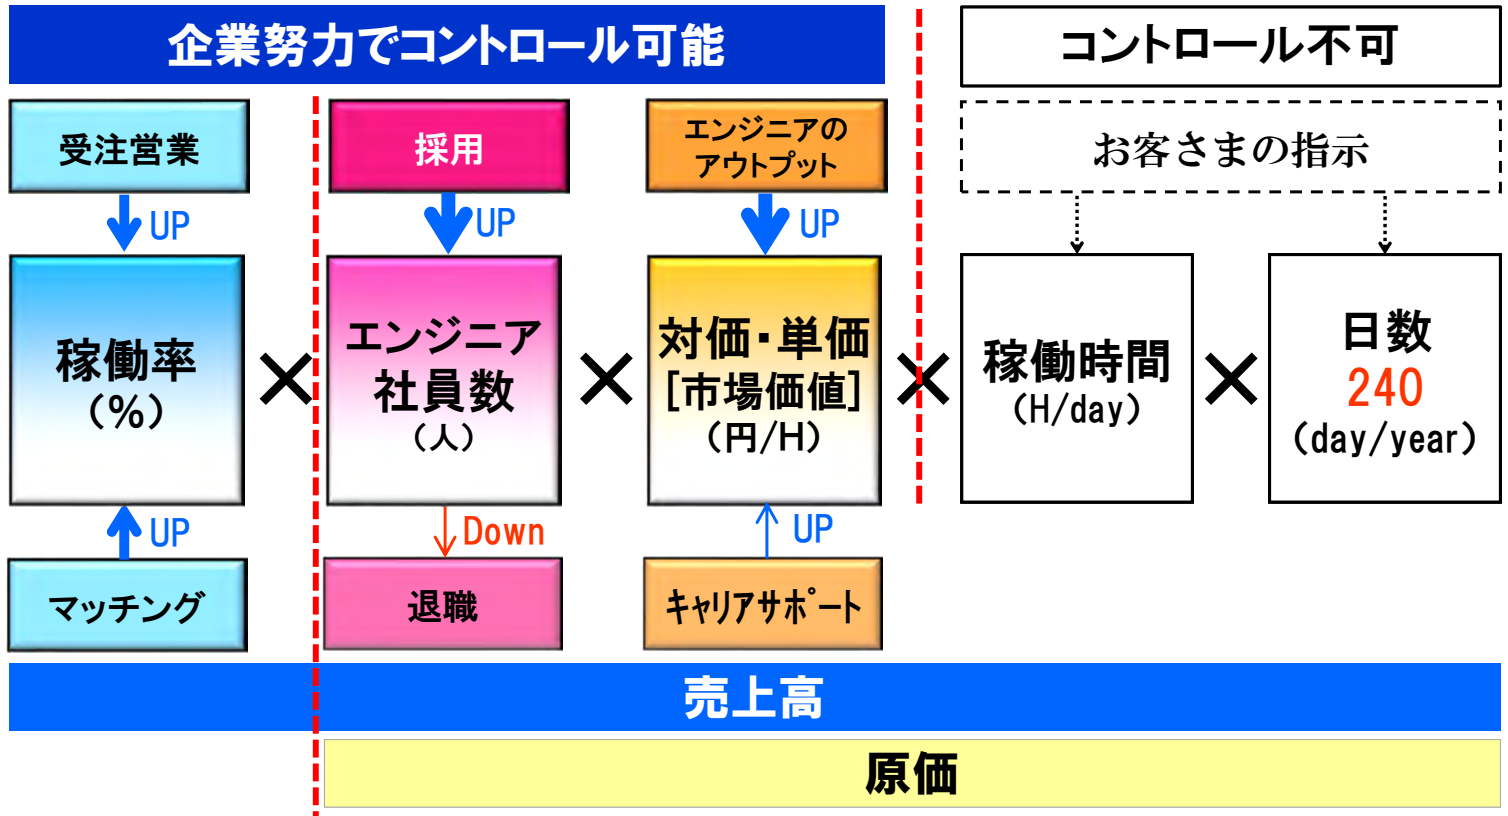 企業努力でコントロール可能
コントロール不可
受注営業
採用
エンジニアの
アウトプット
お客さまの指示
UP
UP
UP
稼働率
(%)
×
エンジニア
社員数
(人)
×
対価・単価
[市場価値]
(円/H)
×
稼働時間
(H/day)
×
日数
240
(day/year)
UP
Down
UP
マッチング
退職
キャリアサポート
売上高
原価